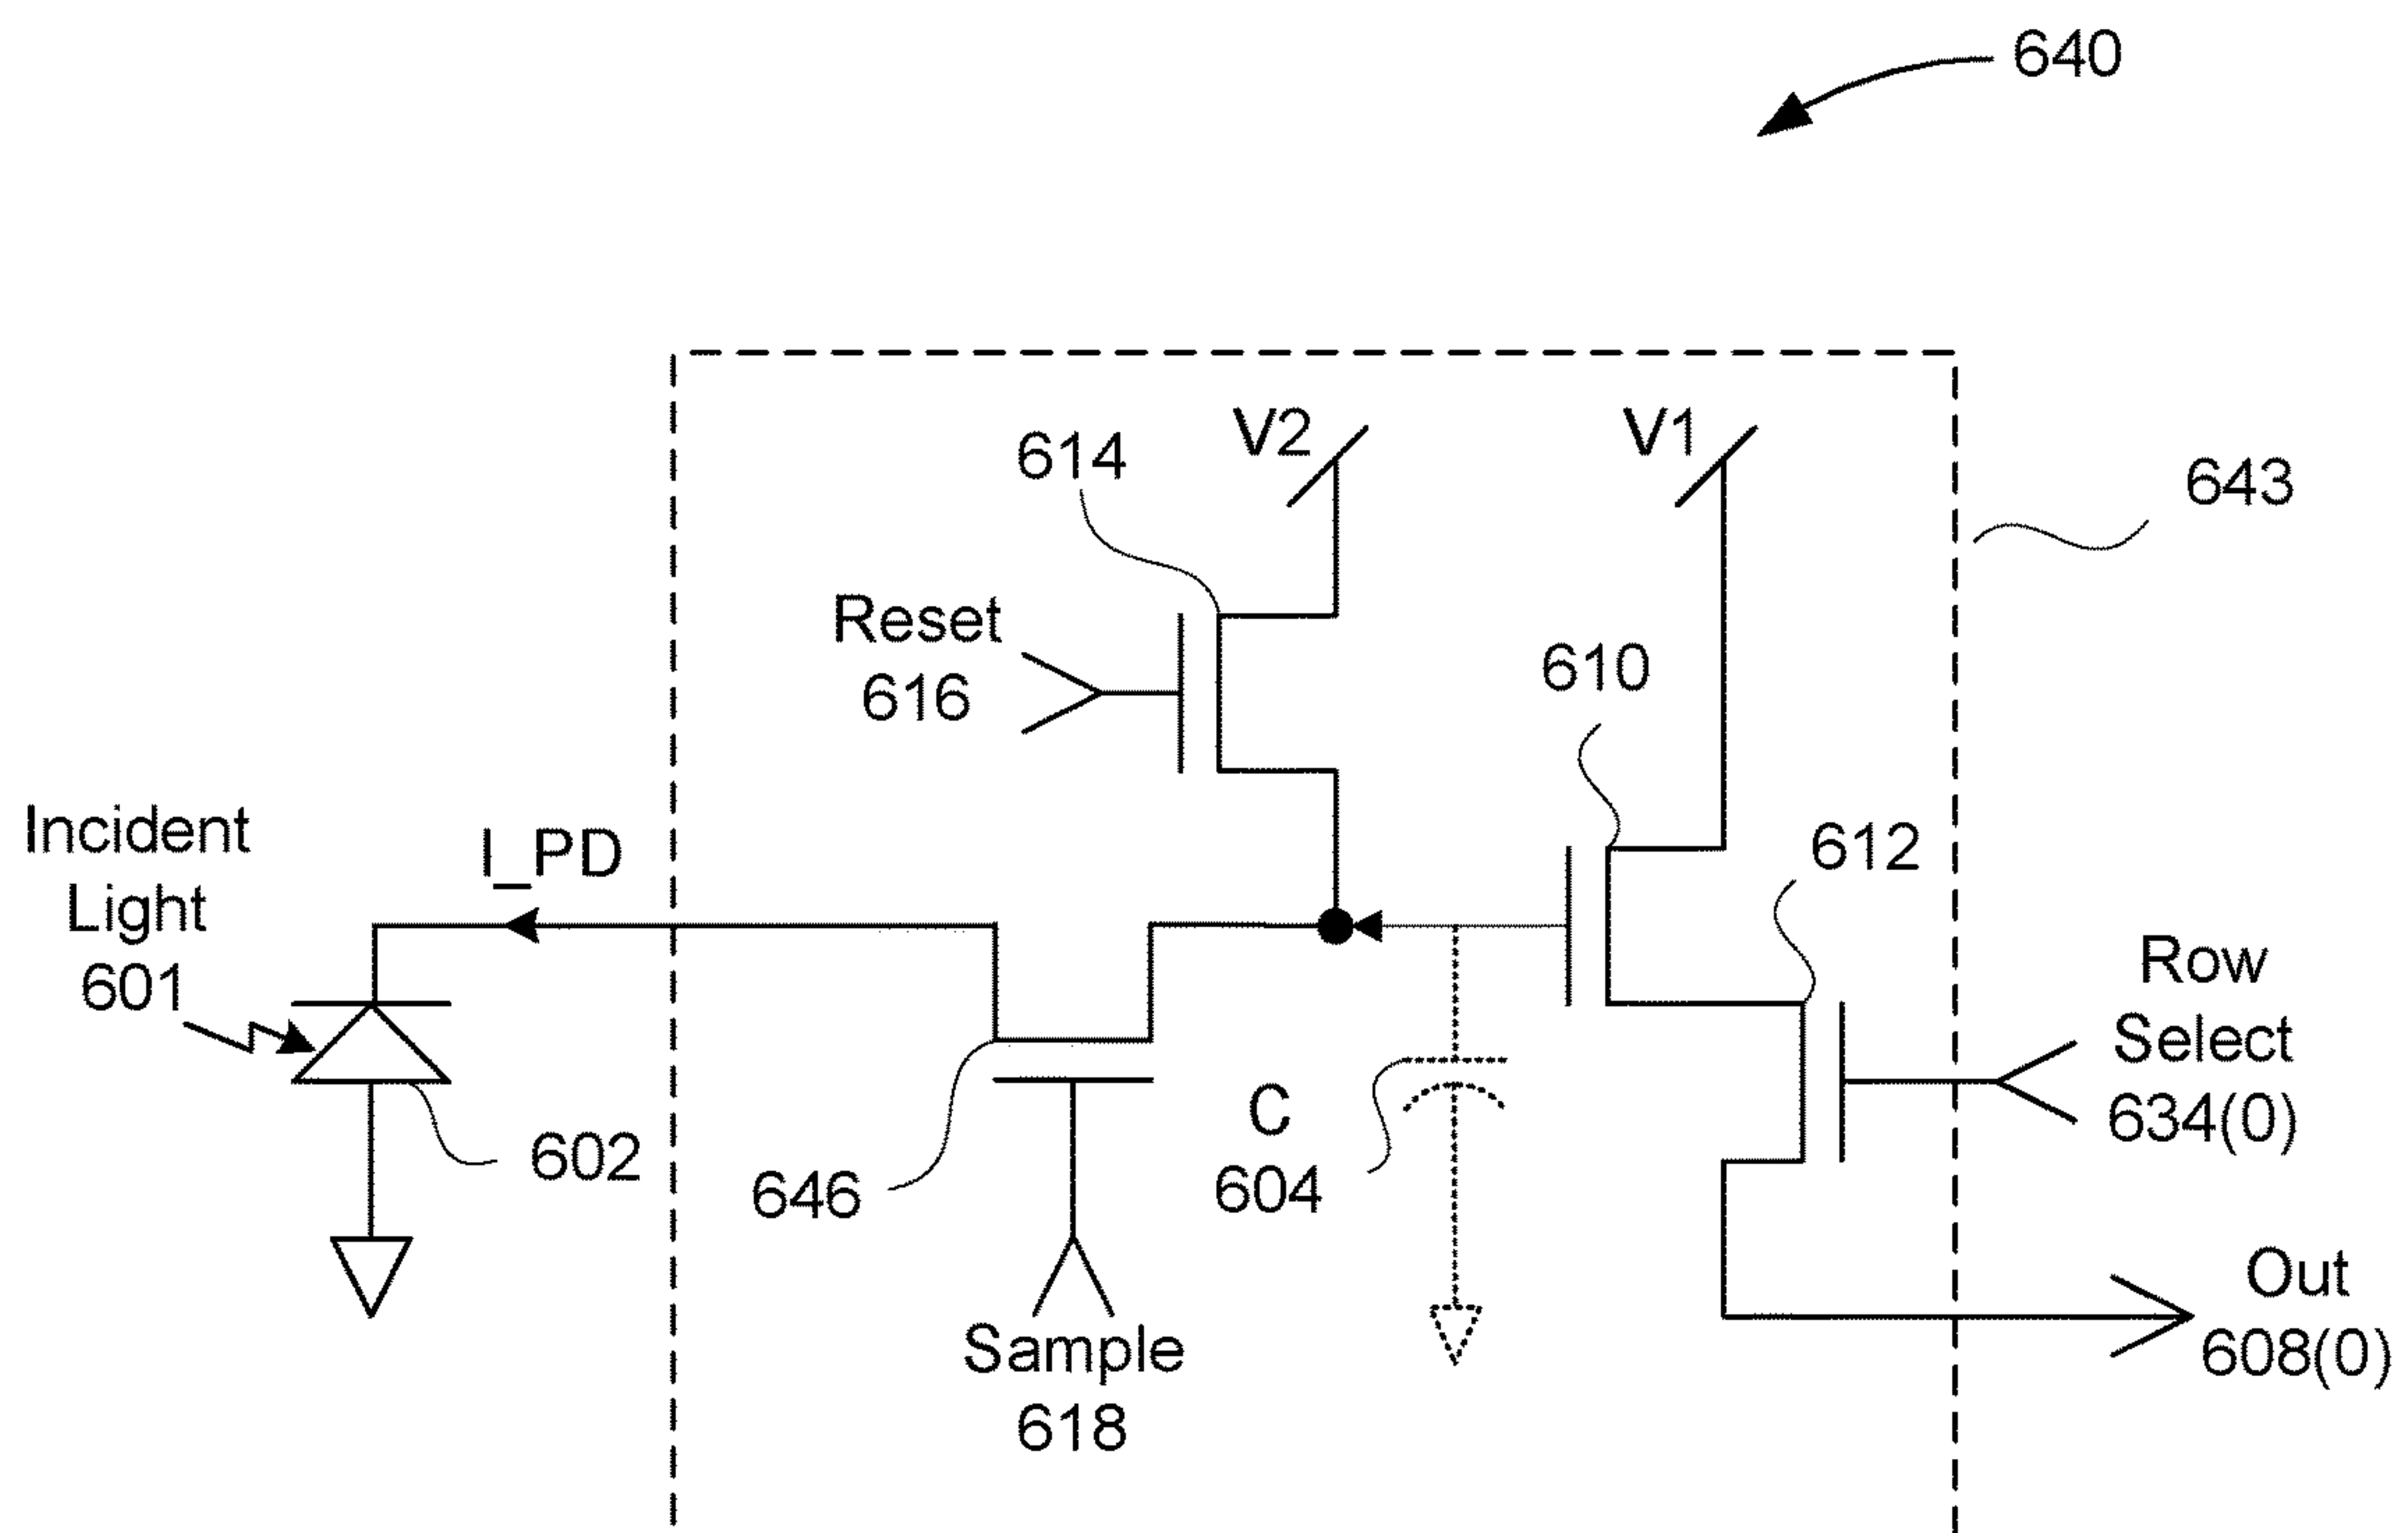 640
V2
V1
614
643
Reset
616
610
Incident
Light
601
I_PD
612
Row
Select
634(0)
602
646
C
604
Out
608(0)
Sample
618